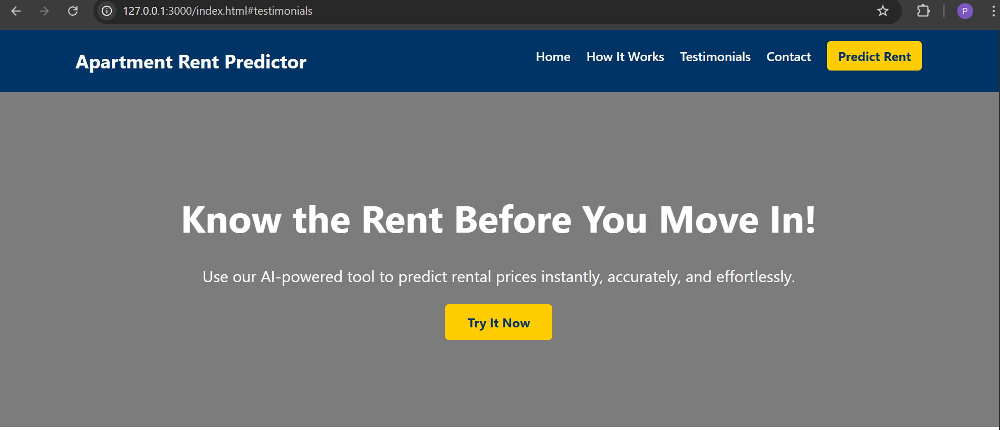 127.0.0.1:3000/index.html#testimonials
P
Apartment Rent Predictor
Home
How It Works
Testimonials
Contact
Predict Rent
Know the Rent Before You Move In!
Use our AI-powered tool to predict rental prices instantly, accurately, and effortlessly.
Try It Now